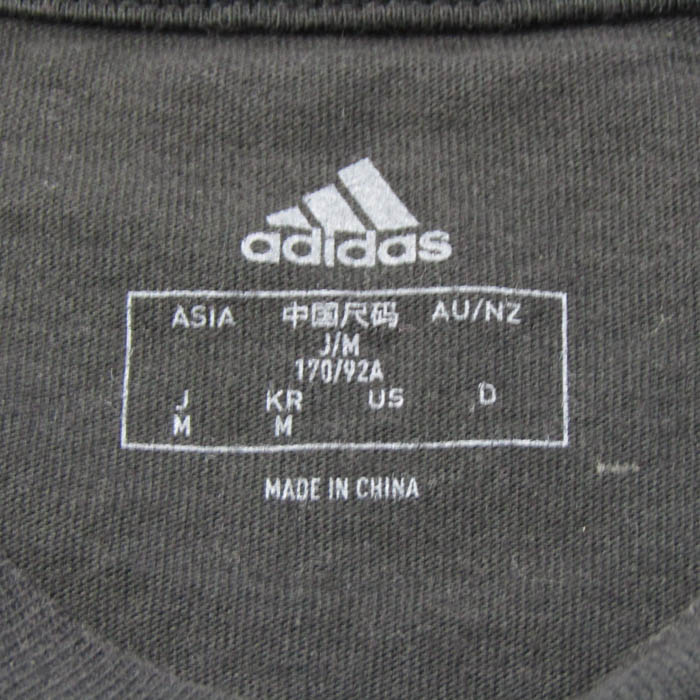 adidas
ASIA 中国尺码 AU/NZ
J/M
170/92A
J KR US D
M M
MADE IN CHINA